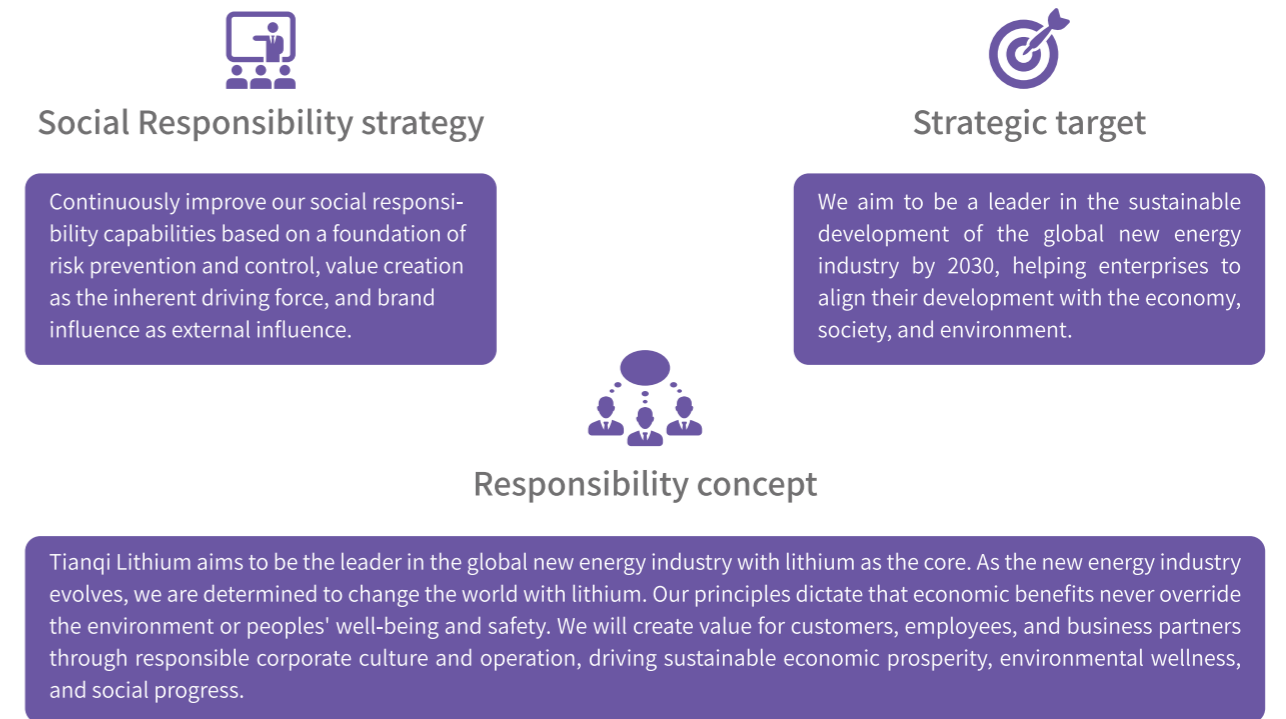 Social Responsibility strategy
Continuously improve our social responsi-
bility capabilities based on a foundation of
risk prevention and control, value creation
as the inherent driving force, and brand
influence as external influence.
Strategic target
We aim to be a leader in the sustainable
development of the global new energy
industry by 2030, helping enterprises to
align their development with the economy,
society, and environment.
Responsibility concept
Tianqi Lithium aims to be the leader in the global new energy industry with lithium as the core. As the new energy industry
evolves, we are determined to change the world with lithium. Our principles dictate that economic benefits never override
the environment or peoples' well-being and safety. We will create value for customers, employees, and business partners
through responsible corporate culture and operation, driving sustainable economic prosperity, environmental wellness,
and social progress.